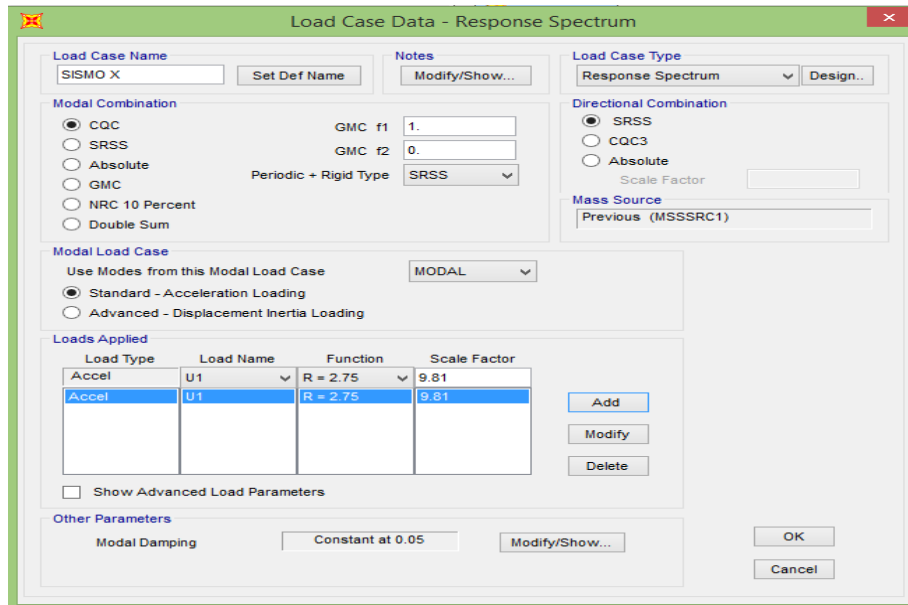 Load Case Data - Response Spectrum
Load Case Name
SISMO X
Set Def Name
Notes
Modify/Show...
Load Case Type
Response Spectrum
Design..
Modal Combination
CQC
SRSS
Absolute
GMC
NRC 10 Percent
Double Sum
GMC f1
1.
GMC f2
0.
Periodic + Rigid Type
SRSS
Directional Combination
SRSS
CQC3
Absolute
Scale Factor
Mass Source
Previous (MSSSRC1)
Modal Load Case
Use Modes from this Modal Load Case
MODAL
Standard - Acceleration Loading
Advanced - Displacement Inertia Loading
Loads Applied
Load Type Load Name Function Scale Factor
Accel U1 R = 2.75 9.81
Accel U1 R = 2.75 9.81
Add
Modify
Delete
Show Advanced Load Parameters
Other Parameters
Modal Damping
Constant at 0.05
Modify/Show...
OK
Cancel